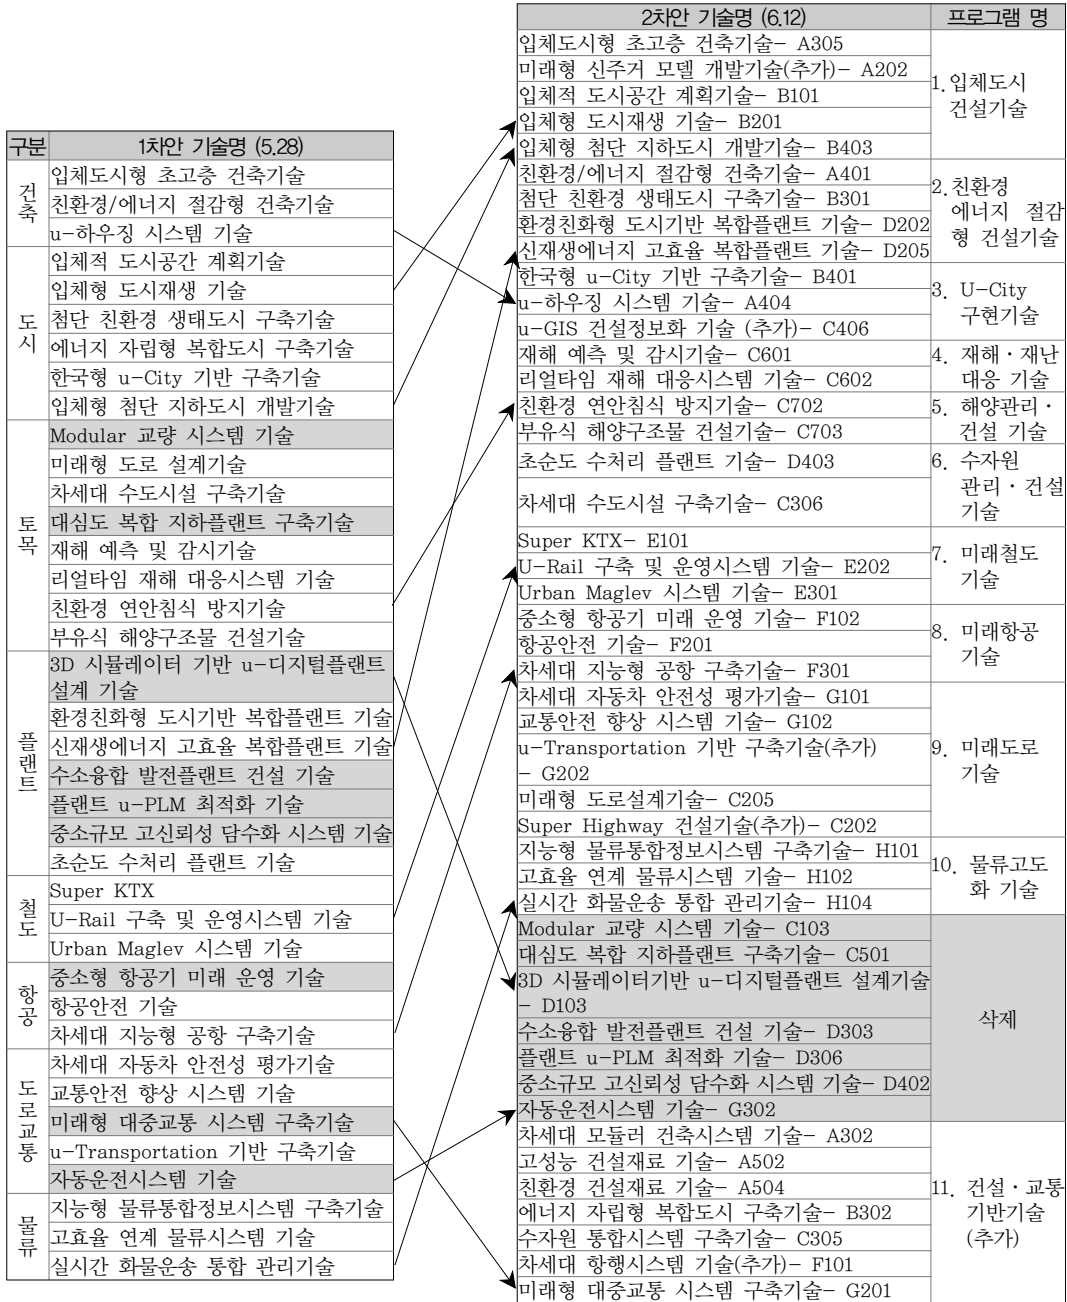 구분 1차안 기술명 (5.28)
건축
입체도시형 초고층 건축기술
친환경/에너지 절감형 건축기술
u-하우징 시스템 기술
도시
입체적 도시공간 계획기술
입체형 도시재생 기술
첨단 친환경 생태도시 구축기술
에너지 자립형 복합도시 구축기술
한국형 u-City 기반 구축기술
입체형 첨단 지하도시 개발기술
토목
Modular 교량 시스템 기술
미래형 도로 설계기술
차세대 수도시설 구축기술
대심도 복합 지하플랜트 구축기술
재해 예측 및 감시기술
리얼타임 재해 대응시스템 기술
친환경 연안침식 방지기술
부유식 해양구조물 건설기술
플랜트
3D 시뮬레이터 기반 u-디지털플랜트
설계 기술
환경친화형 도시기반 복합플랜트 기술
신재생에너지 고효율 복합플랜트 기술
수소융합 발전플랜트 건설 기술
플랜트 u-PLM 최적화 기술
중소규모 고신뢰성 담수화 시스템 기술
초순도 수처리 플랜트 기술
철도
Super KTX
U-Rail 구축 및 운영시스템 기술
Urban Maglev 시스템 기술
항공
중소형 항공기 미래 운영 기술
항공안전 기술
차세대 지능형 공항 구축기술
도로교통
차세대 자동차 안전성 평가기술
교통안전 향상 시스템 기술
미래형 대중교통 시스템 구축기술
u-Transportation 기반 구축기술
자동운전시스템 기술
물류
지능형 물류통합정보시스템 구축기술
고효율 연계 물류시스템 기술
실시간 화물운송 통합 관리기술
2차안 기술명 (6.12) 프로그램 명
입체도시형 초고층 건축기술- A305
미래형 신주거 모델 개발기술(추가)- A202
입체적 도시공간 계획기술- B101
입체형 도시재생 기술- B201
입체형 첨단 지하도시 개발기술- B403
1.입체도시
건설기술
친환경/에너지 절감형 건축기술- A401
첨단 친환경 생태도시 구축기술- B301
환경친화형 도시기반 복합플랜트 기술- D202
신재생에너지 고효율 복합플랜트 기술- D205
2.친환경
에너지 절감
형 건설기술
한국형 u-City 기반 구축기술- B401
u-하우징 시스템 기술- A404
u-GIS 건설정보화 기술 (추가)- C406
3. U-City
구현기술
재해 예측 및 감시기술- C601
리얼타임 재해 대응시스템 기술- C602
4. 재해·재난
대응 기술
친환경 연안침식 방지기술- C702
부유식 해양구조물 건설기술- C703
5. 해양관리·
건설 기술
초순도 수처리 플랜트 기술- D403
차세대 수도시설 구축기술- C306
6. 수자원
관리·건설
기술
Super KTX- E101
U-Rail 구축 및 운영시스템 기술- E202
Urban Maglev 시스템 기술- E301
7. 미래철도
기술
중소형 항공기 미래 운영 기술- F102
항공안전 기술- F201
차세대 지능형 공항 구축기술- F301
8. 미래항공
기술
차세대 자동차 안전성 평가기술- G101
교통안전 향상 시스템 기술- G102
u-Transportation 기반 구축기술(추가)
- G202
미래형 도로설계기술- C205
Super Highway 건설기술(추가)- C202
9. 미래도로
기술
지능형 물류통합정보시스템 구축기술- H101
고효율 연계 물류시스템 기술- H102
실시간 화물운송 통합 관리기술- H104
10. 물류고도
화 기술
Modular 교량 시스템 기술- C103
대심도 복합 지하플랜트 구축기술- C501
3D 시뮬레이터기반 u-디지털플랜트 설계기술
- D103
수소융합 발전플랜트 건설 기술- D303
플랜트 u-PLM 최적화 기술- D306
중소규모 고신뢰성 담수화 시스템 기술- D402
자동운전시스템 기술- G302
삭제
차세대 모듈러 건축시스템 기술- A302
고성능 건설재료 기술- A502
친환경 건설재료 기술- A504
에너지 자립형 복합도시 구축기술- B302
수자원 통합시스템 구축기술- C305
차세대 항행시스템 기술(추가)- F101
미래형 대중교통 시스템 구축기술- G201
11. 건설·교통
기반기술
(추가)